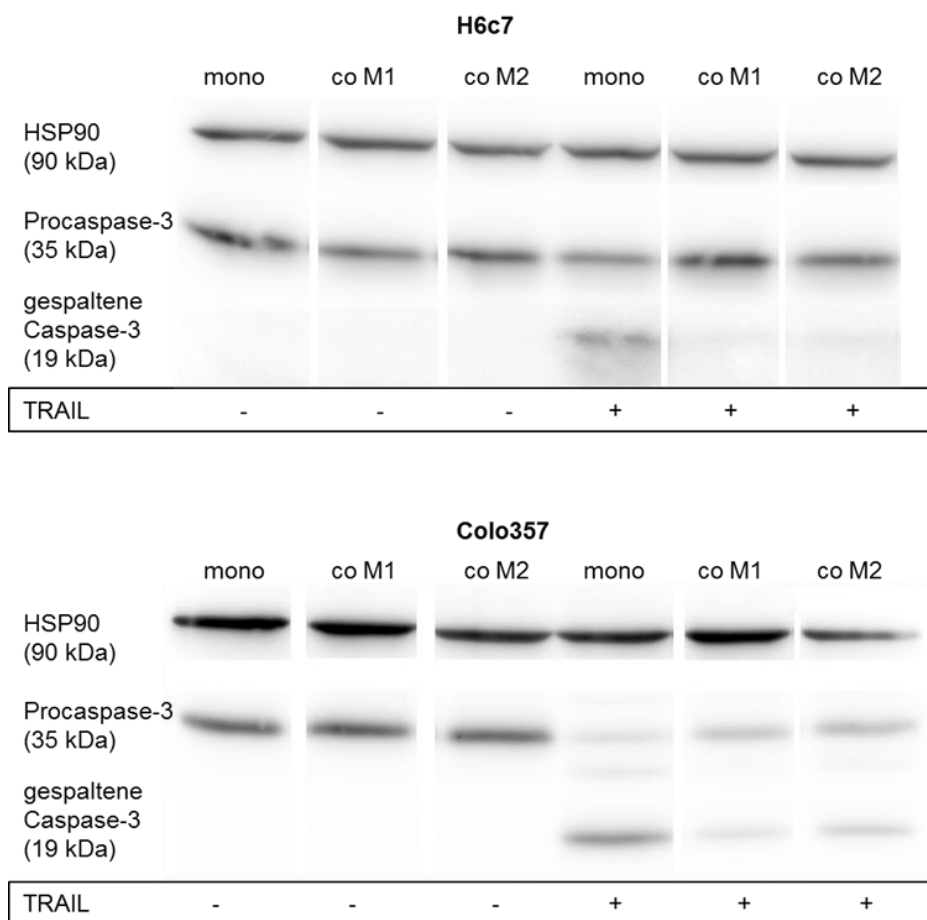 H6c7
mono co M1 co M2 mono co M1 co M2
HSP90
(90 kDa)
Procaspase-3
(35 kDa)
gespaltene
Caspase-3
(19 kDa)
TRAIL - - - + + +
Colo357
mono co M1 co M2 mono co M1 co M2
HSP90
(90 kDa)
Procaspase-3
(35 kDa)
gespaltene
Caspase-3
(19 kDa)
TRAIL - - - + + +